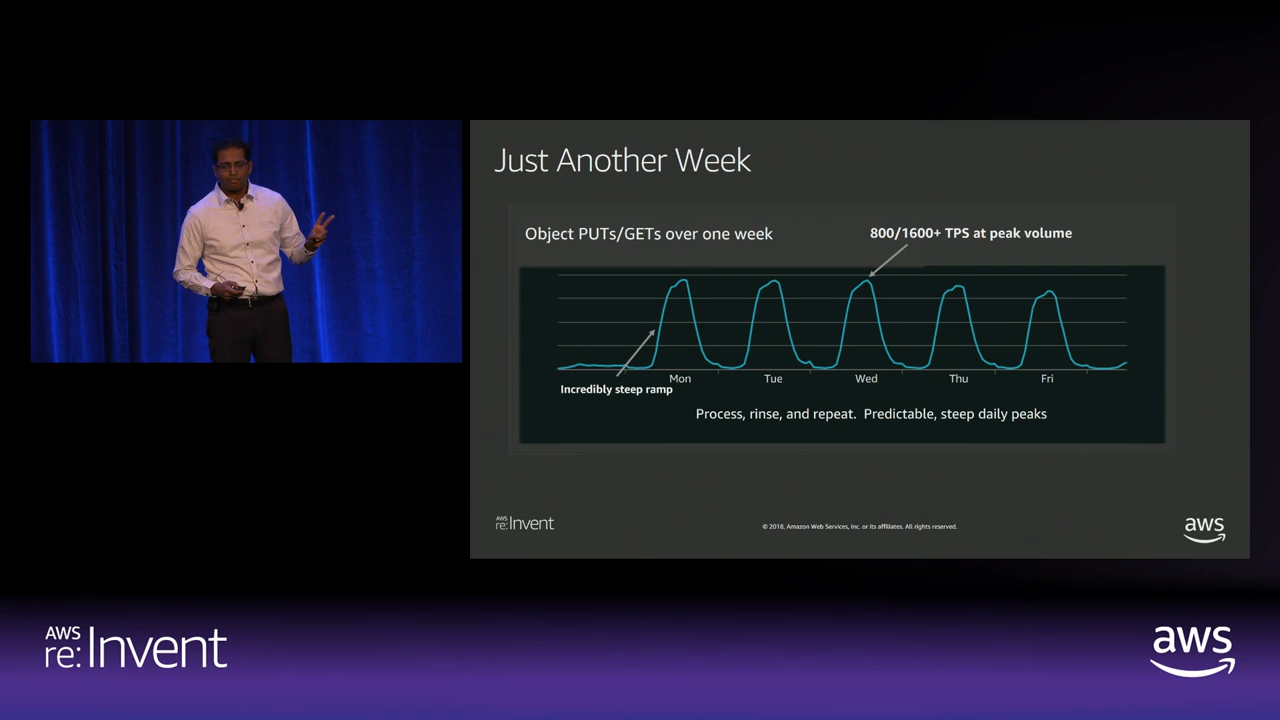 Just Another Week
Object PUTs/GETs over one week
800/1600+ TPS at peak volume
Incredibly steep ramp
Mon Tue Wed Thu Fri
Process, rinse, and repeat. Predictable, steep daily peaks
AWS
re:Invent
© 2018, Amazon Web Services, Inc. or its affiliates. All rights reserved.
aws
AWS
re:Invent
aws